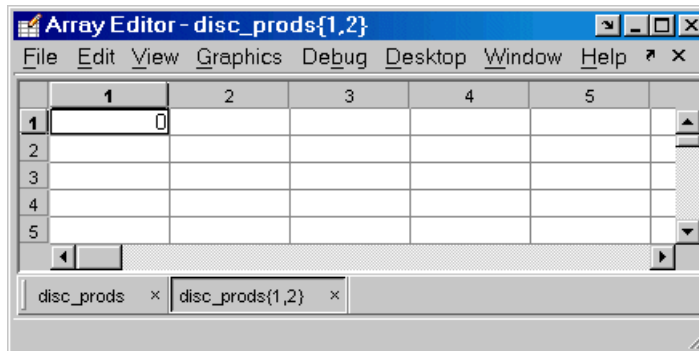 Array Editor - disc_prods{1,2}
File Edit View Graphics Debug Desktop Window Help
1 2 3 4 5
1 0
2
3
4
5
disc_prods × disc_prods{1,2} ×